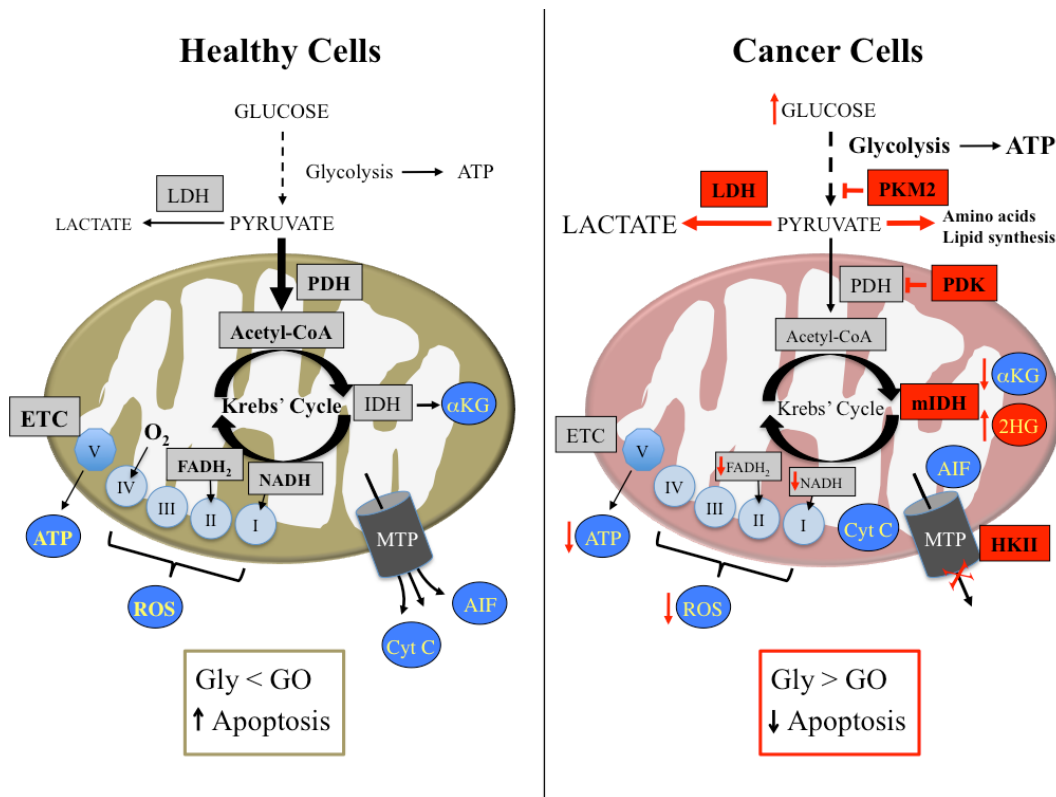 Healthy Cells
GLUCOSE
Glycolysis
ATP
LDH
LACTATE
PYRUVATE
PDH
Acetyl-CoA
Krebs' Cycle
IDH
αKG
ETC
V
O₂
IV
III
II
I
FADH₂
NADH
ATP
ROS
MTP
AIF
Cyt C
Gly < GO
↑ Apoptosis
Cancer Cells
↑ GLUCOSE
Glycolysis
ATP
LDH
PKM2
LACTATE
PYRUVATE
Amino acids
Lipid synthesis
PDH
PDK
Acetyl-CoA
Krebs' Cycle
mIDH
↓ αKG
↑ 2HG
ETC
V
IV
III
II
I
↓ FADH₂
↓ NADH
AIF
Cyt C
MTP
HKII
↓ ATP
↓ ROS
Gly > GO
↓ Apoptosis